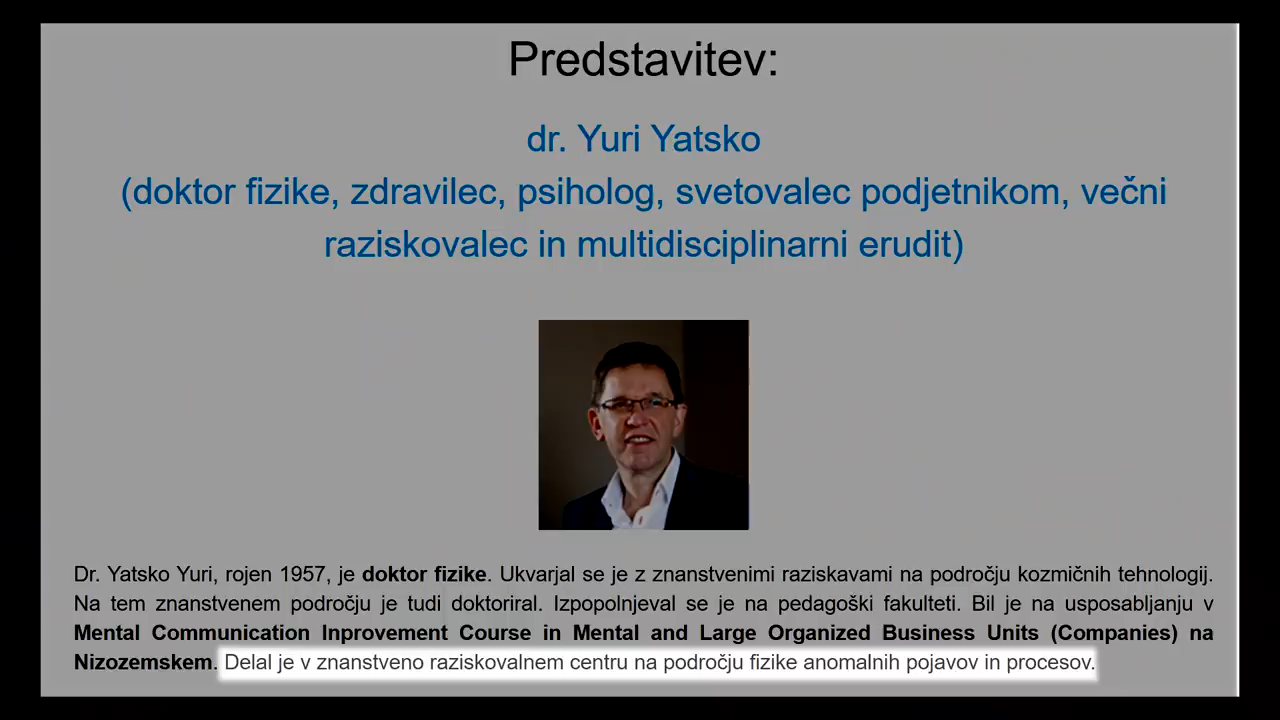 Predstavitev:
dr. Yuri Yatsko
(doktor fizike, zdravilec, psiholog, svetovalec podjetnikom, večni
raziskovalec in multidisciplinarni erudit)
Dr. Yatsko Yuri, rojen 1957, je doktor fizike. Ukvarjal se je z znanstvenimi raziskavami na področju kozmičnih tehnologij.
Na tem znanstvenem področju je tudi doktoriral. Izpopolnjeval se je na pedagoški fakulteti. Bil je na usposabljanju v
Mental Communication Inprovement Course in Mental and Large Organized Business Units (Companies) na
Nizozemskem. Delal je v znanstveno raziskovalnem centru na področju fizike anomalnih pojavov in procesov.